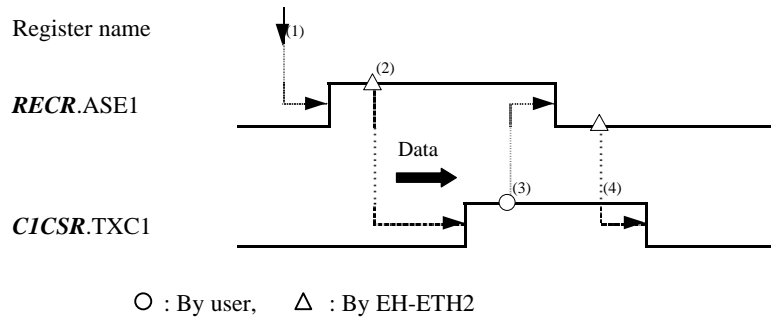 Register name
(1)
(2)
RECR.ASE1
Data
(3)
(4)
C1CSR.TXC1
○ : By user, △ : By EH-ETH2